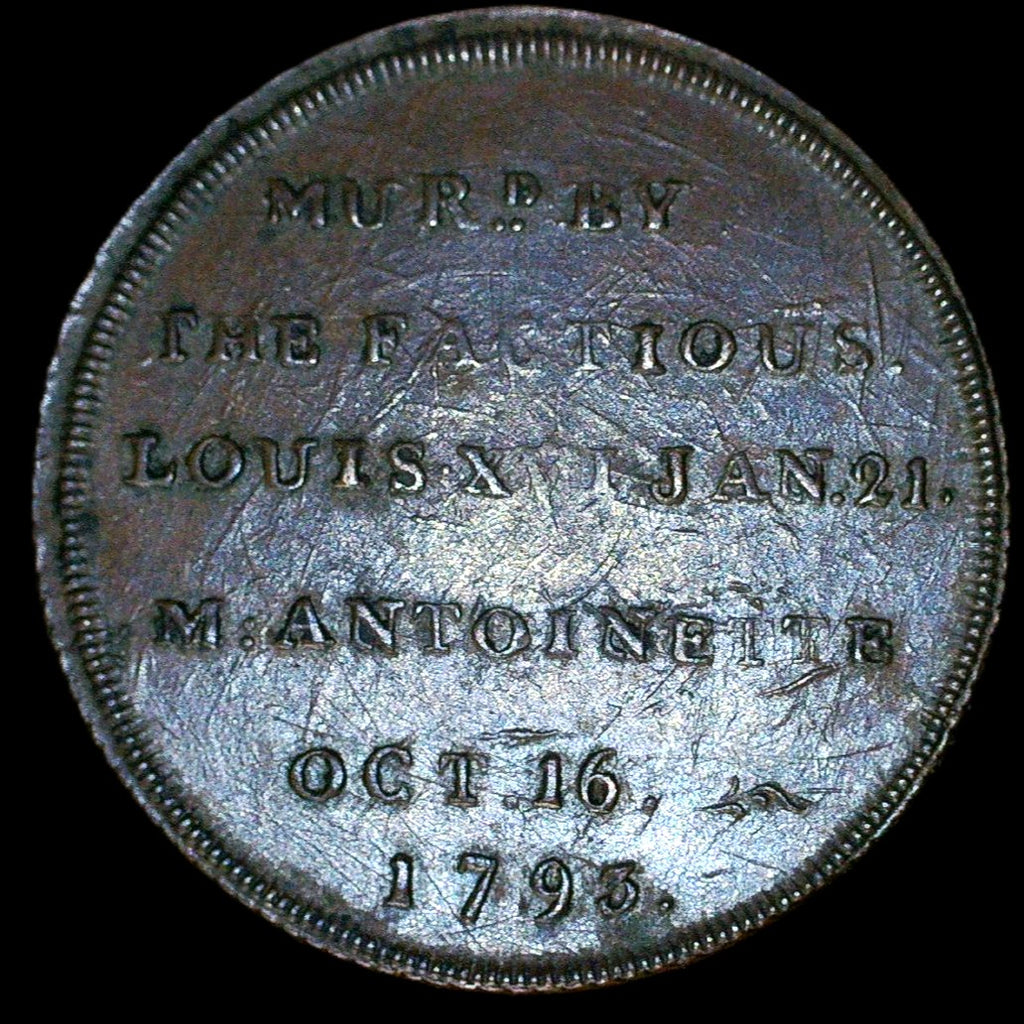 MURᴰ. BY
THE FACTIOUS.
LOUIS·XVI JAN.21.
M: ANTOINETTE
OCT.16.
1793.